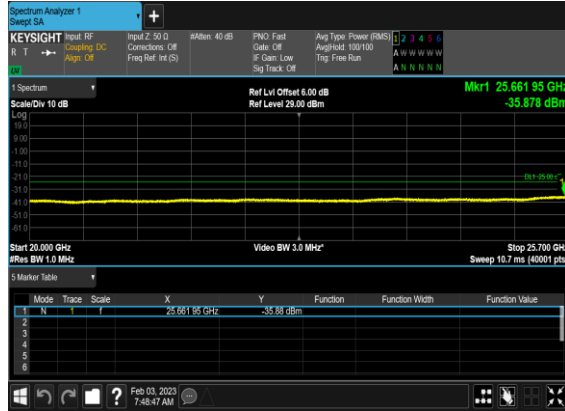 Spectrum Analyzer 1
Swept SA
+
KEYSIGHT Input: RF Input Z: 50 Ω #Atten: 40 dB PNO: Fast Avg Type: Power (RMS) 1 2 3 4 5 6
R T Coupling: DC Corrections: Off Gate: Off Avg|Hold: 100/100 A W W W W W
Align: Off Freq Ref: Int (S) IF Gain: Low Trig: Free Run
Sig Track: Off A N N N N N
1 Spectrum Ref Lvl Offset 6.00 dB Mkr1 25.661 95 GHz
Scale/Div 10 dB Ref Level 29.00 dBm -35.878 dBm
Log
19.0
9.00
-1.00
-11.0
-21.0 DL1 -25.00
-31.0
-41.0
-51.0
-61.0
Start 20.000 GHz Video BW 3.0 MHz* Stop 25.700 GHz
#Res BW 1.0 MHz Sweep 10.7 ms (40001 pts)
5 Marker Table
Mode Trace Scale X Y Function Function Width Function Value
1 N 1 f 25.661 95 GHz -35.88 dBm
2
3
4
5
6
? Feb 03, 2023
7:48:47 AM